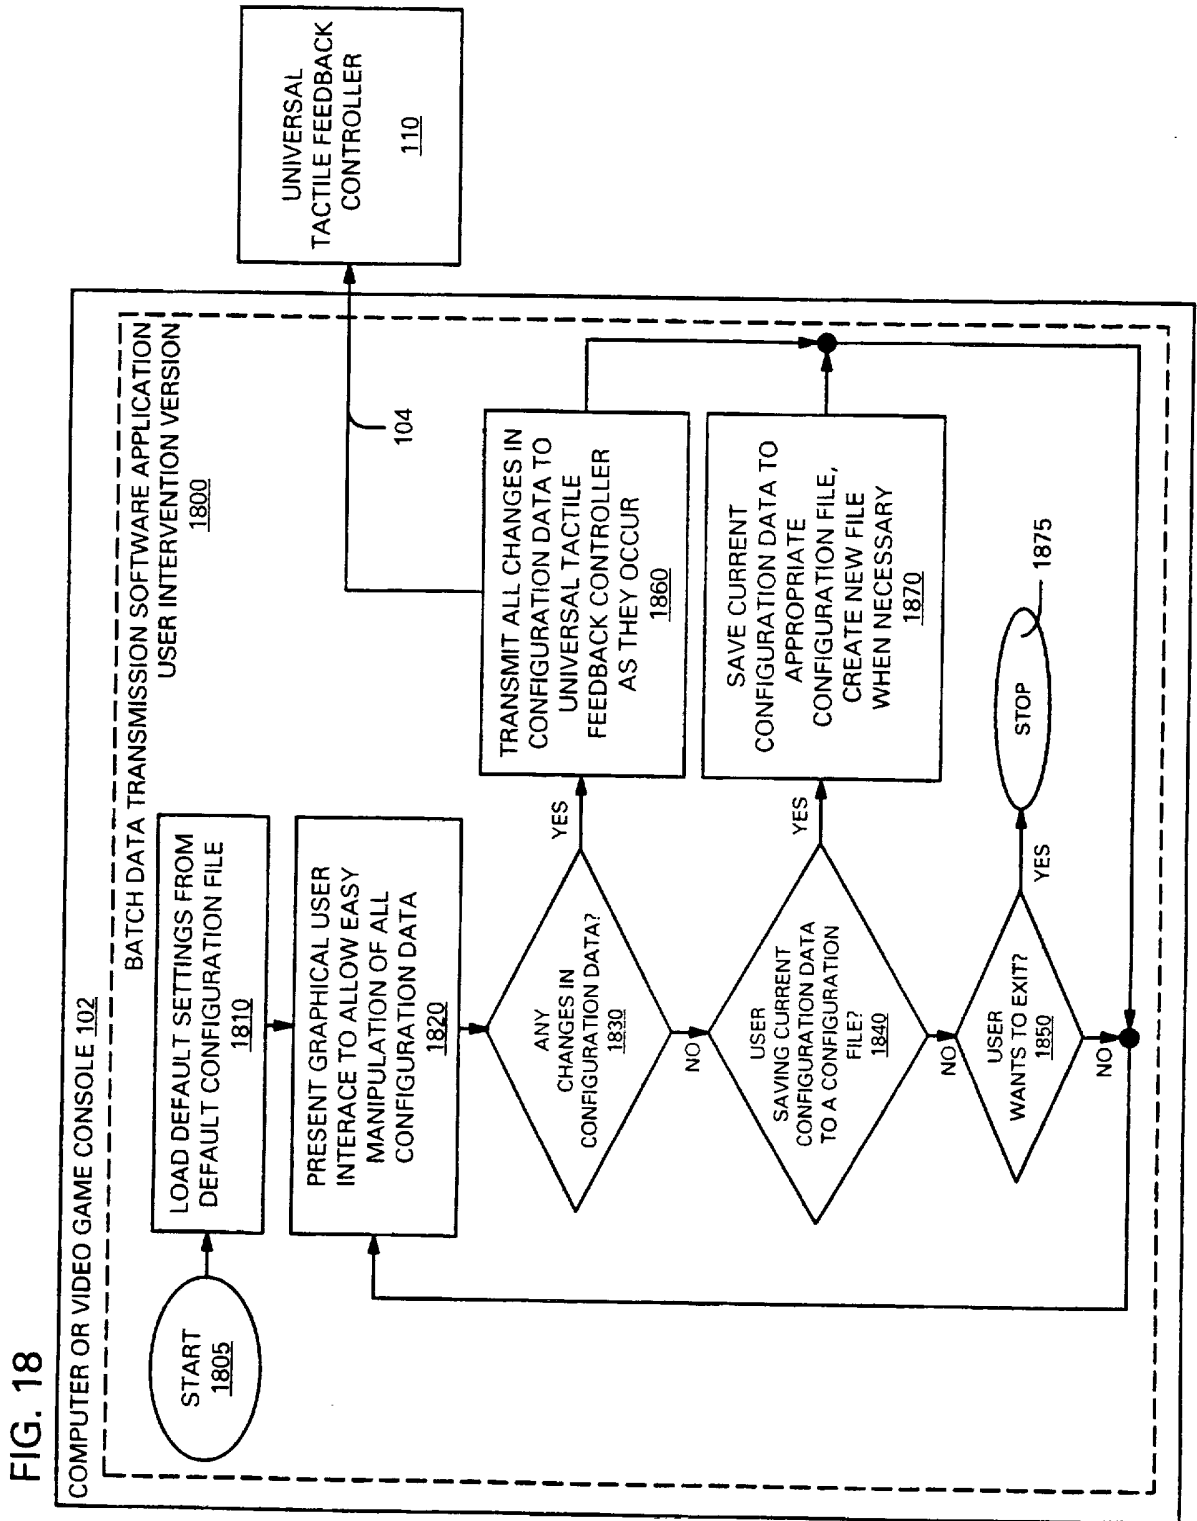 FIG. 18
COMPUTER OR VIDEO GAME CONSOLE 102
BATCH DATA TRANSMISSION SOFTWARE APPLICATION
USER INTERVENTION VERSION
1800
START
1805
LOAD DEFAULT SETTINGS FROM
DEFAULT CONFIGURATION FILE
1810
PRESENT GRAPHICAL USER
INTERACE TO ALLOW EASY
MANIPULATION OF ALL
CONFIGURATION DATA
1820
ANY
CHANGES IN
CONFIGURATION DATA?
1830
YES
NO
TRANSMIT ALL CHANGES IN
CONFIGURATION DATA TO
UNIVERSAL TACTILE
FEEDBACK CONTROLLER
AS THEY OCCUR
1860
104
UNIVERSAL
TACTILE FEEDBACK
CONTROLLER
110
USER
SAVING CURRENT
CONFIGURATION DATA
TO A CONFIGURATION
FILE?
1840
YES
NO
SAVE CURRENT
CONFIGURATION DATA TO
APPROPRIATE
CONFIGURATION FILE,
CREATE NEW FILE
WHEN NECESSARY
1870
USER
WANTS TO EXIT?
1850
YES
NO
STOP
1875